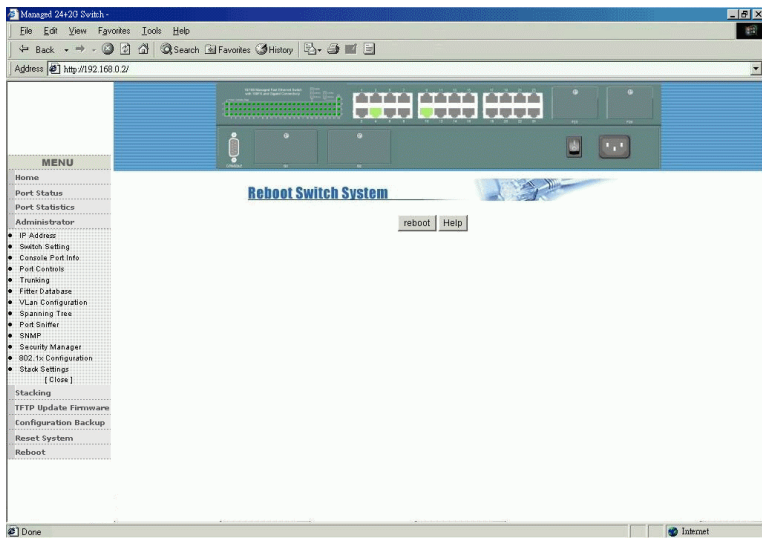 Managed 24+2G Switch -
File Edit View Favorites Tools Help
Back Search Favorites History
Address http://192.168.0.2/
MENU
Home
Port Status
Port Statistics
Administrator
IP Address
Switch Setting
Console Port Info
Port Controls
Trunking
Fitter Database
VLan Configuration
Spanning Tree
Port Sniffer
SNMP
Security Manager
802.1x Configuration
Stack Settings
[ Close ]
Stacking
TFTP Update Firmware
Configuration Backup
Reset System
Reboot
Reboot Switch System
reboot Help
Done Internet